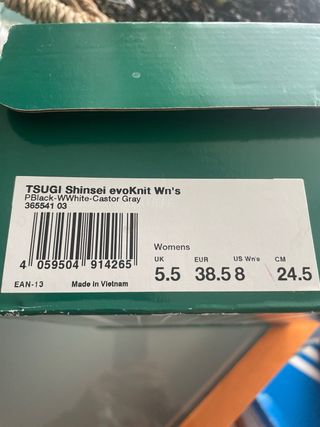 TSUGI Shinsei evoKnit Wn's
PBlack-WWhite-Castor Gray
365541 03
4 059504 914265
EAN-13 Made in Vietnam
Womens
UK EUR US Wn's CM
5.5 38.5 8 24.5